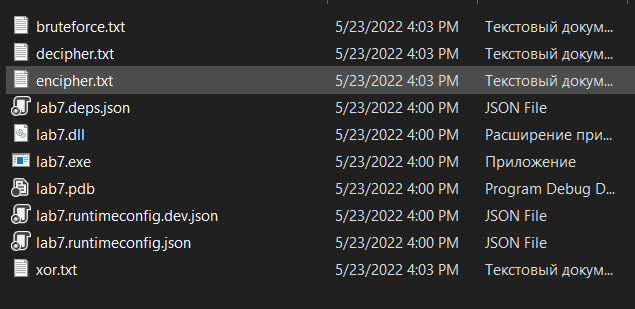 bruteforce.txt 5/23/2022 4:03 PM Текстовый докум...
decipher.txt 5/23/2022 4:03 PM Текстовый докум...
encipher.txt 5/23/2022 4:03 PM Текстовый докум...
lab7.deps.json 5/23/2022 4:00 PM JSON File
lab7.dll 5/23/2022 4:00 PM Расширение при...
lab7.exe 5/23/2022 4:00 PM Приложение
lab7.pdb 5/23/2022 4:00 PM Program Debug D...
lab7.runtimeconfig.dev.json 5/23/2022 4:00 PM JSON File
lab7.runtimeconfig.json 5/23/2022 4:00 PM JSON File
xor.txt 5/23/2022 4:03 PM Текстовый докум...